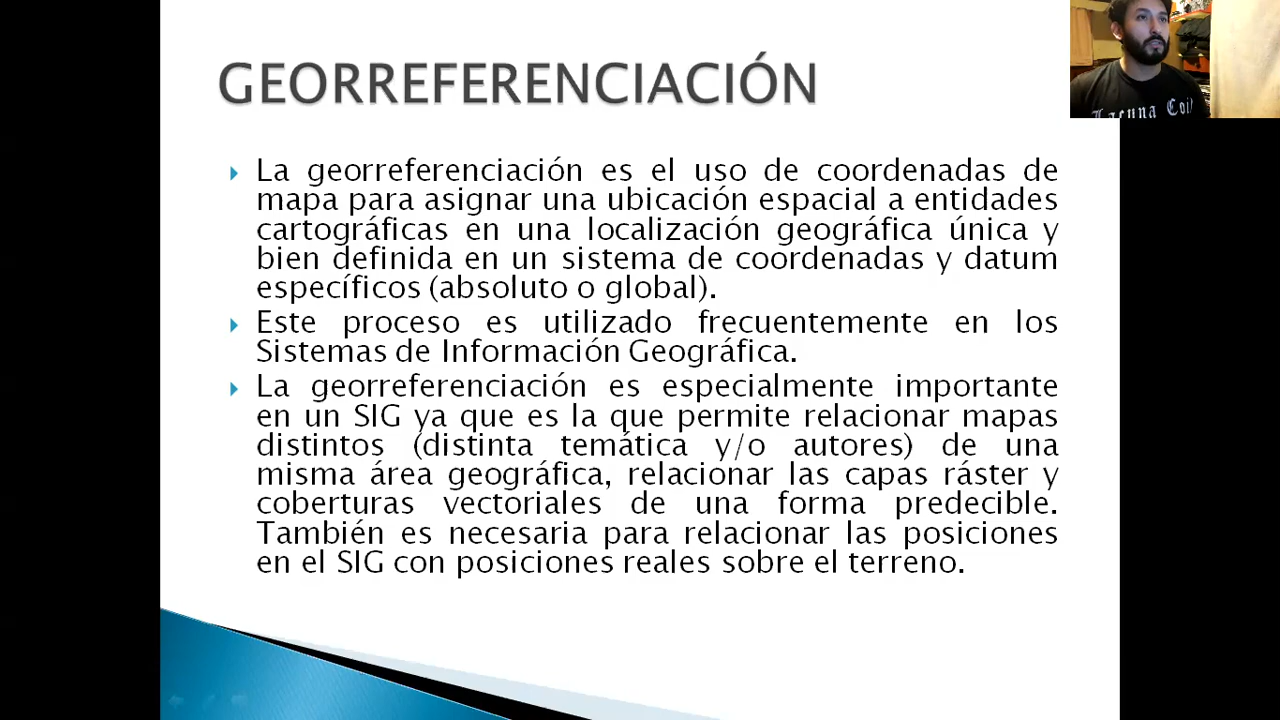 GEORREFERENCIACIÓN
La georreferenciación es el uso de coordenadas de
mapa para asignar una ubicación espacial a entidades
cartográficas en una localización geográfica única y
bien definida en un sistema de coordenadas y datum
específicos (absoluto o global).
Este proceso es utilizado frecuentemente en los
Sistemas de Información Geográfica.
La georreferenciación es especialmente importante
en un SIG ya que es la que permite relacionar mapas
distintos (distinta temática y/o autores) de una
misma área geográfica, relacionar las capas ráster y
coberturas vectoriales de una forma predecible.
También es necesaria para relacionar las posiciones
en el SIG con posiciones reales sobre el terreno.
Lacuna Coil